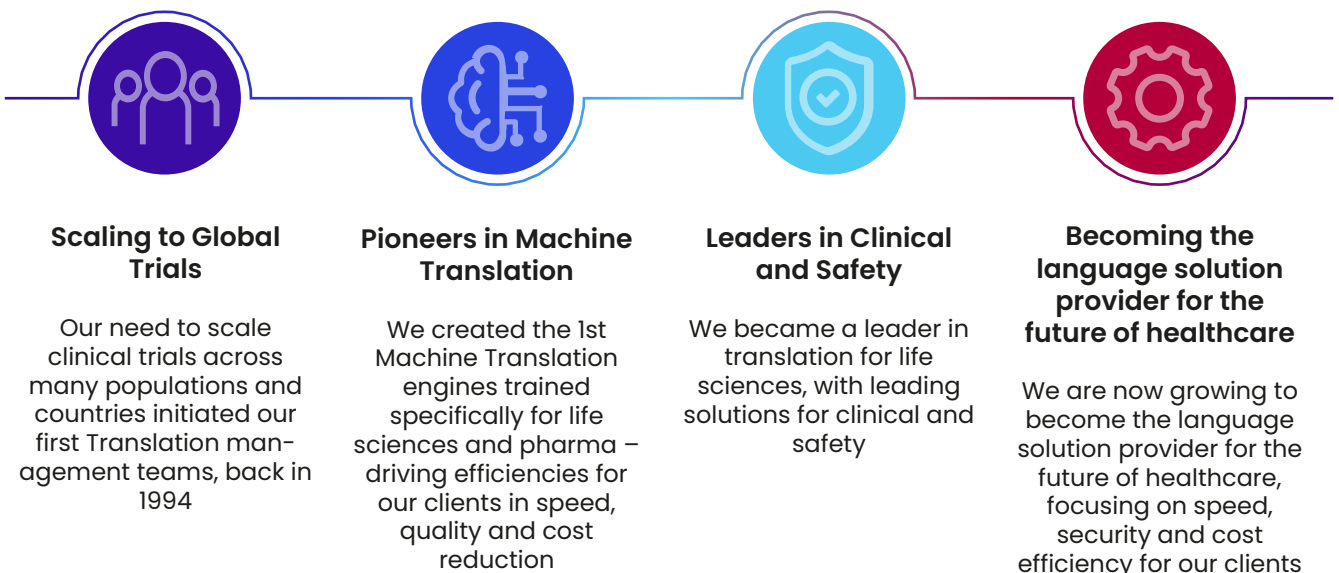 Scaling to Global
Trials
Our need to scale
clinical trials across
many populations and
countries initiated our
first Translation man-
agement teams, back in
1994
Pioneers in Machine
Translation
We created the 1st
Machine Translation
engines trained
specifically for life
sciences and pharma –
driving efficiencies for
our clients in speed,
quality and cost
reduction
Leaders in Clinical
and Safety
We became a leader in
translation for life
sciences, with leading
solutions for clinical and
safety
Becoming the
language solution
provider for the
future of healthcare
We are now growing to
become the language
solution provider for the
future of healthcare,
focusing on speed,
security and cost
efficiency for our clients